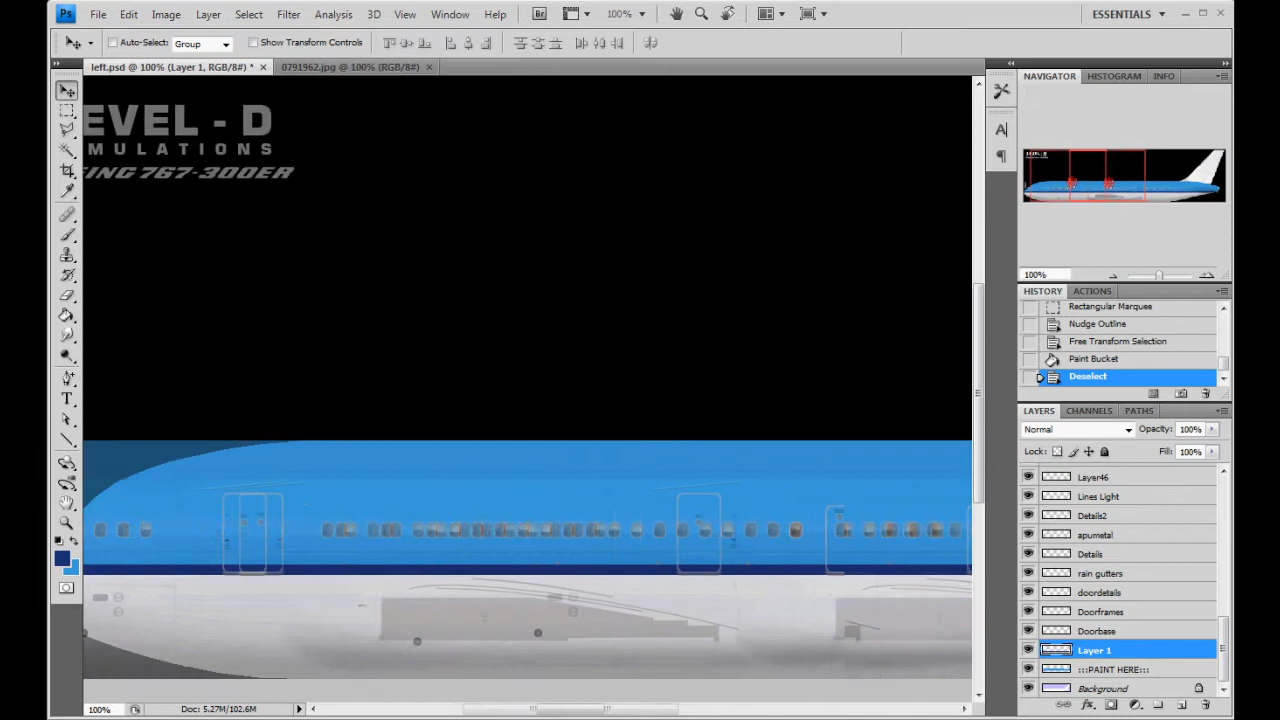 Ps File Edit Image Layer Select Filter Analysis 3D View Window Help Br 100% ESSENTIALS
Auto-Select: Group Show Transform Controls
left.psd @ 100% (Layer 1, RGB/8#) * × 0791962.jpg @ 100% (RGB/8#) ×
NAVIGATOR HISTOGRAM INFO
EVEL - D
MULATIONS
EING 767-300ER
100%
HISTORY ACTIONS
Rectangular Marquee
Nudge Outline
Free Transform Selection
Paint Bucket
Deselect
LAYERS CHANNELS PATHS
Normal Opacity: 100%
Lock: Fill: 100%
Layer46
Lines Light
Details2
apumetal
Details
rain gutters
doordetails
Doorframes
Doorbase
Layer 1
:::PAINT HERE:::
Background
100% Doc: 5.27M/102.6M